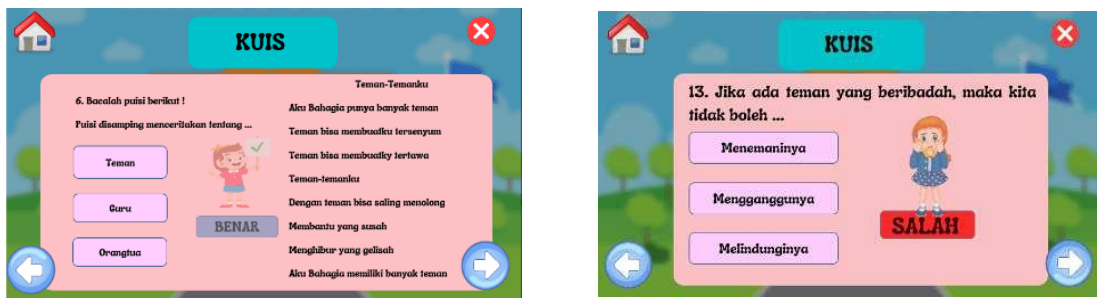 KUIS
6. Bacalah puisi berikut !
Puisi disamping menceritakan tentang ...
Teman
Guru
Orangtua
BENAR
Teman-Temanku
Aku Bahagia punya banyak teman
Teman bisa membuatku tersenyum
Teman bisa membuatky tertawa
Teman-temanku
Dengan teman bisa saling menolong
Membantu yang susah
Menghibur yang gelisah
Aku Bahagia memiliki banyak teman
KUIS
13. Jika ada teman yang beribadah, maka kita
tidak boleh ...
Menemaninya
Mengganggunya
Melindunginya
SALAH